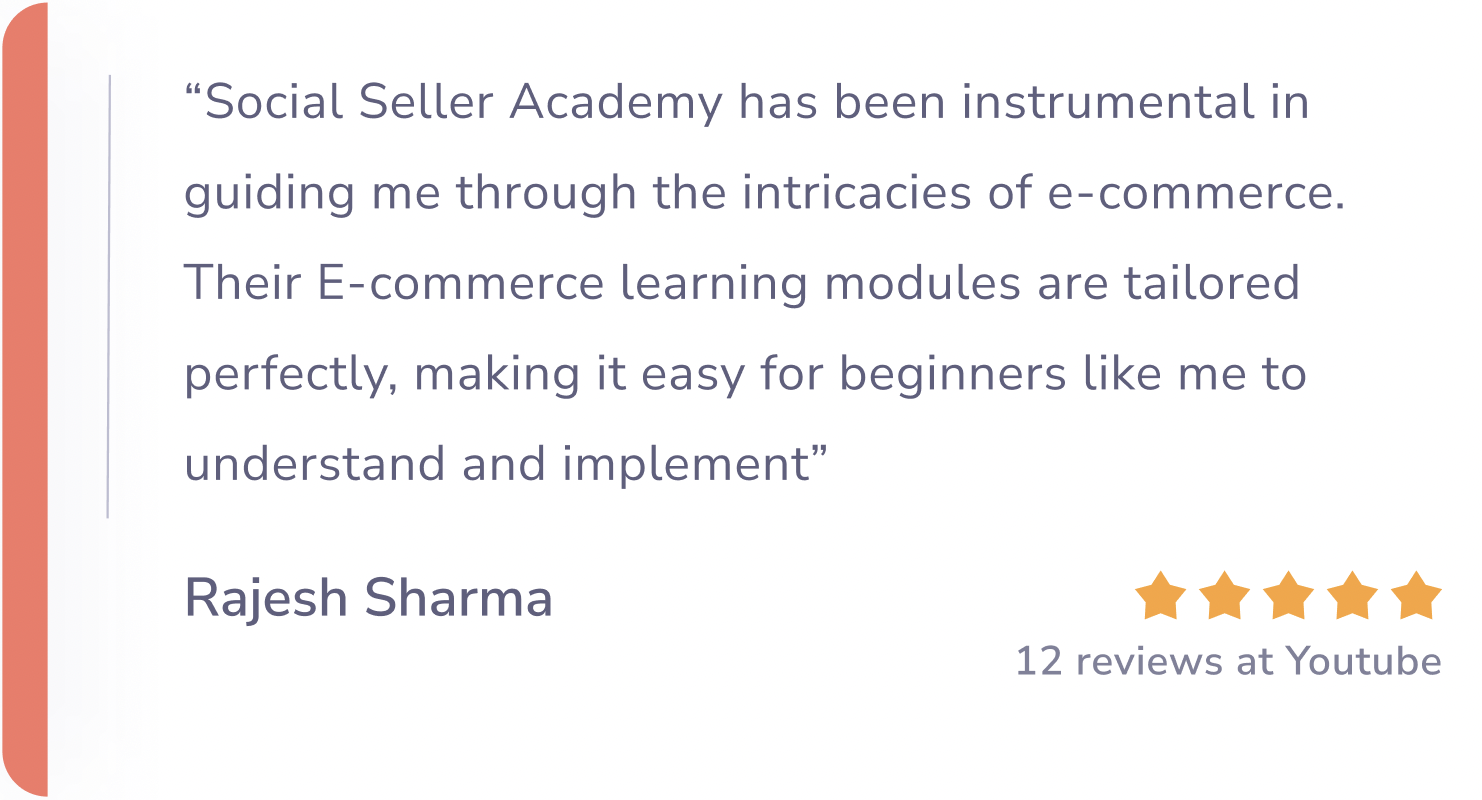 “Social Seller Academy has been instrumental in
guiding me through the intricacies of e-commerce.
Their E-commerce learning modules are tailored
perfectly, making it easy for beginners like me to
understand and implement”
Rajesh Sharma
12 reviews at Youtube